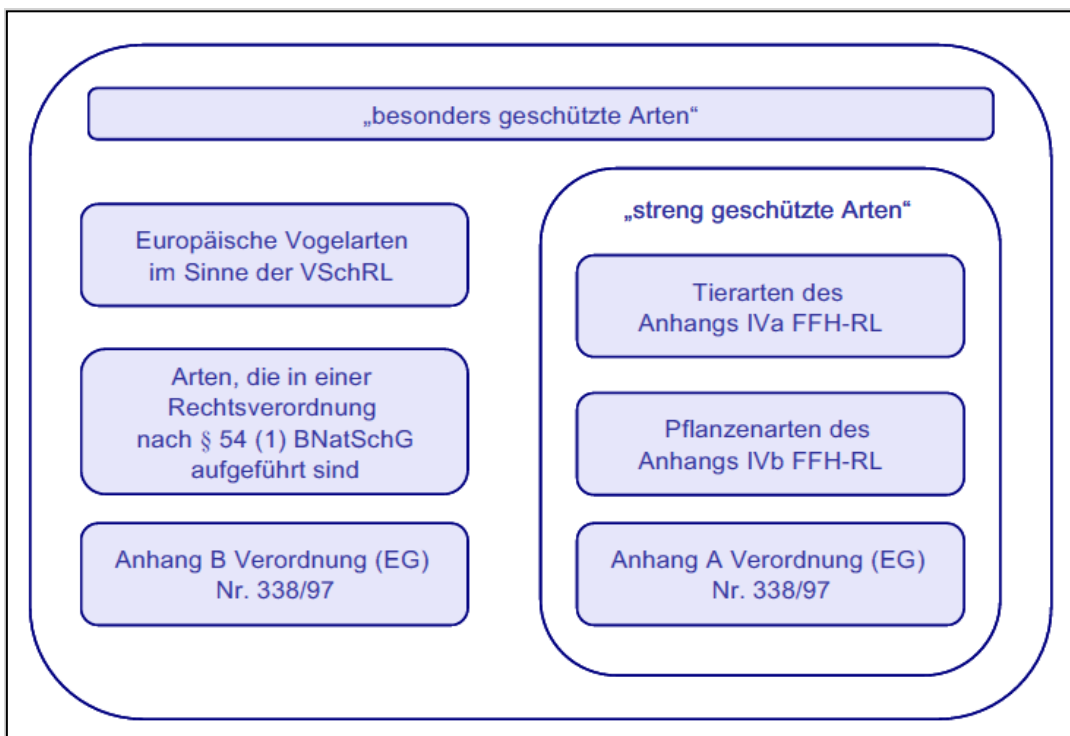 „besonders geschützte Arten“
Europäische Vogelarten
im Sinne der VSchRL
Arten, die in einer
Rechtsverordnung
nach § 54 (1) BNatSchG
aufgeführt sind
Anhang B Verordnung (EG)
Nr. 338/97
„streng geschützte Arten“
Tierarten des
Anhangs IVa FFH-RL
Pflanzenarten des
Anhangs IVb FFH-RL
Anhang A Verordnung (EG)
Nr. 338/97